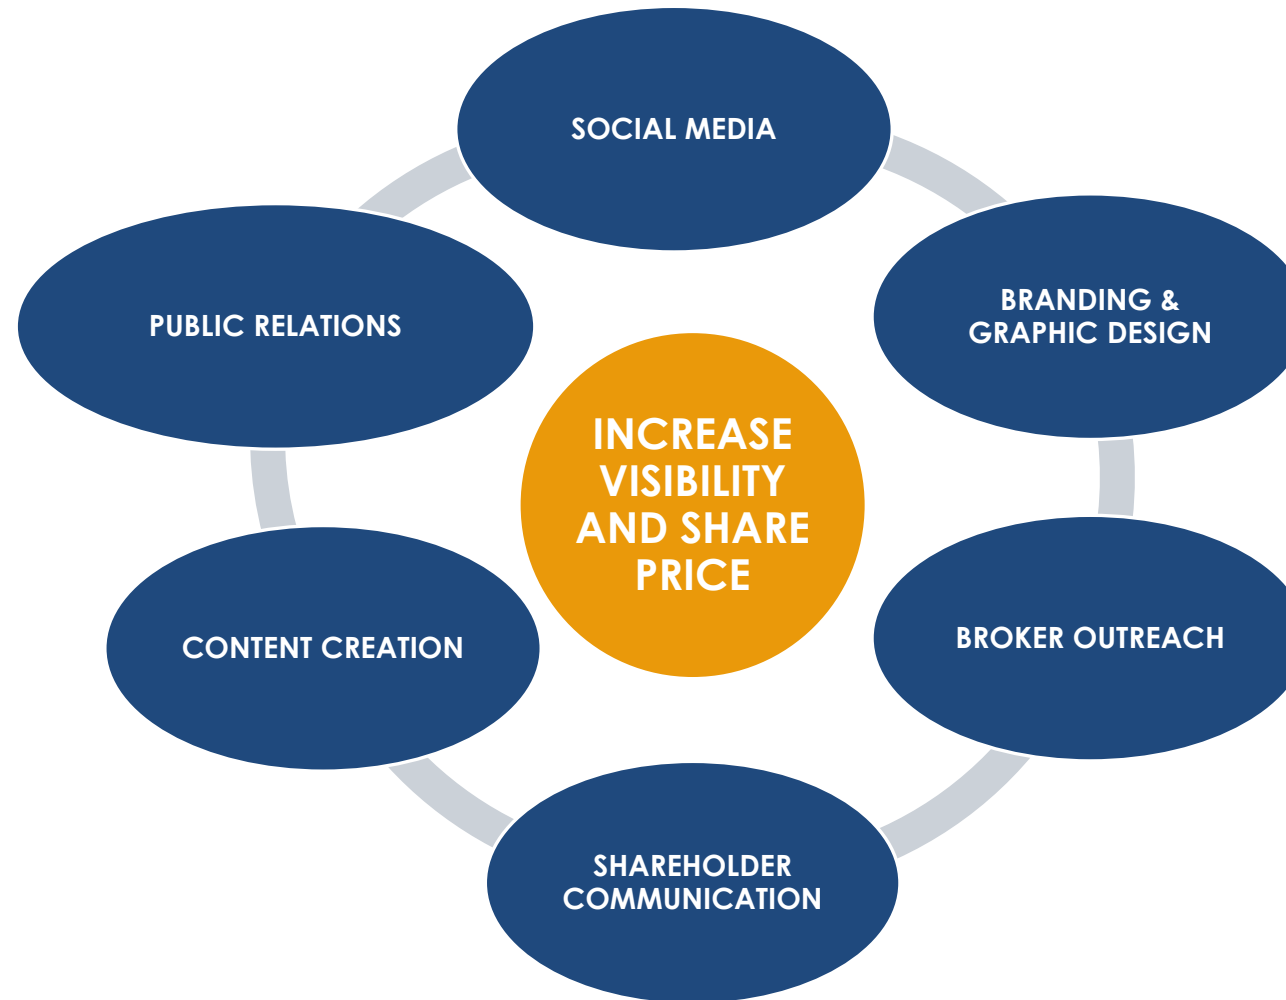 SOCIAL MEDIA
BRANDING &
GRAPHIC DESIGN
PUBLIC RELATIONS
INCREASE
VISIBILITY
AND SHARE
PRICE
BROKER OUTREACH
CONTENT CREATION
SHAREHOLDER
COMMUNICATION